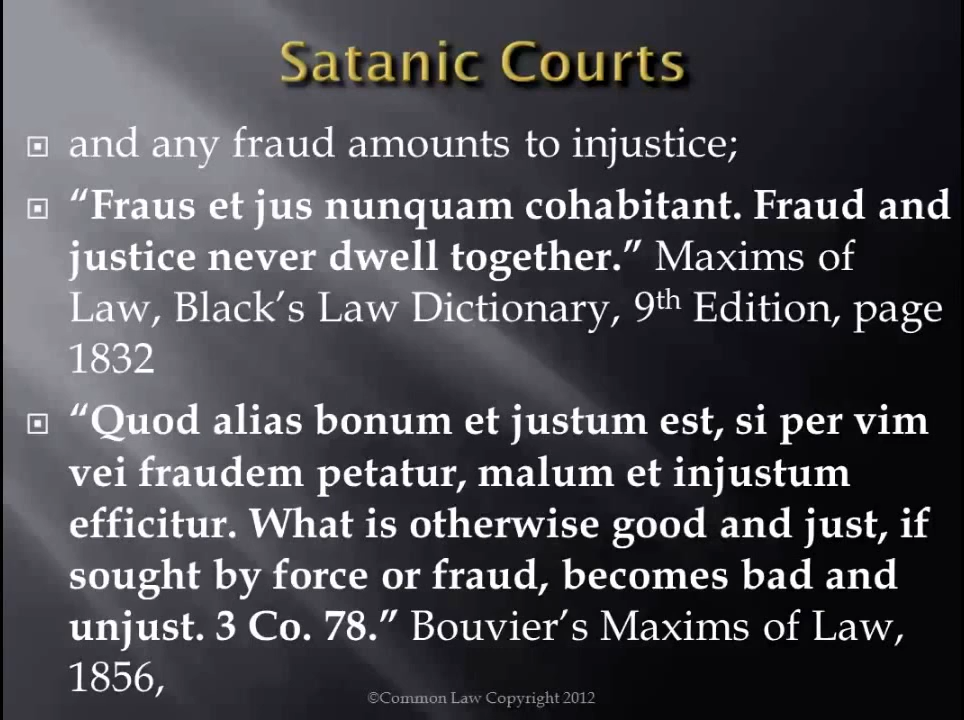 Satanic Courts
and any fraud amounts to injustice;
“Fraus et jus nunquam cohabitant. Fraud and
justice never dwell together.” Maxims of
Law, Black’s Law Dictionary, 9th Edition, page
1832
“Quod alias bonum et justum est, si per vim
vei fraudem petatur, malum et injustum
efficitur. What is otherwise good and just, if
sought by force or fraud, becomes bad and
unjust. 3 Co. 78.” Bouvier’s Maxims of Law,
1856,
©Common Law Copyright 2012